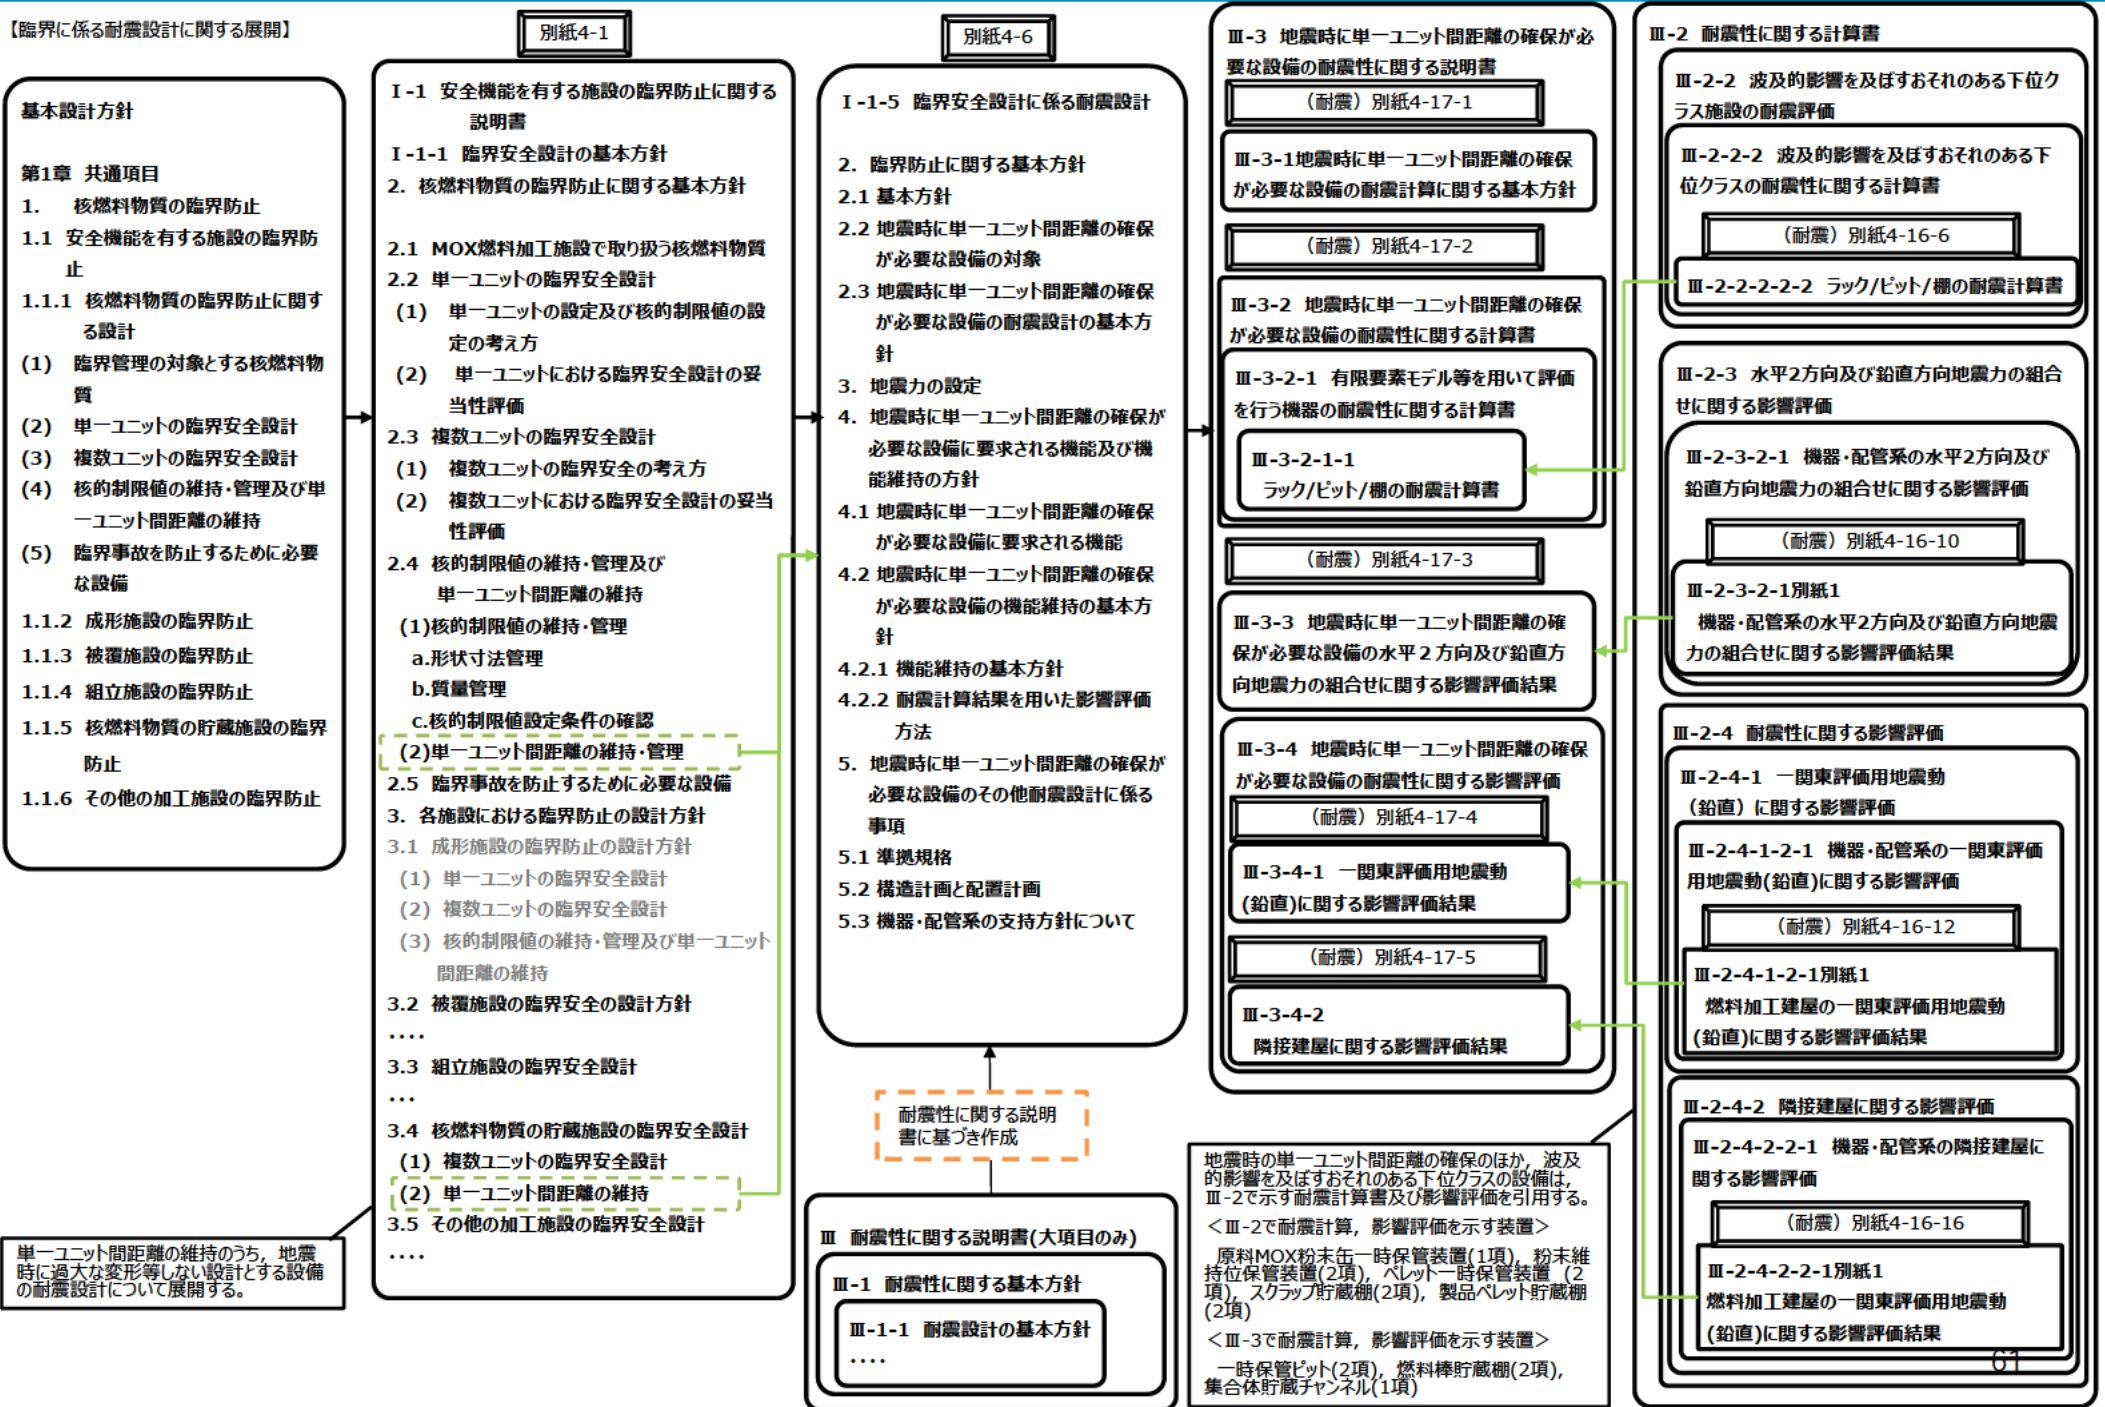 【臨界に係る耐震設計に関する展開】
基本設計方針
第1章 共通項目
1. 核燃料物質の臨界防止
1.1 安全機能を有する施設の臨界防
止
1.1.1 核燃料物質の臨界防止に関す
る設計
(1) 臨界管理の対象とする核燃料物
質
(2) 単一ユニットの臨界安全設計
(3) 複数ユニットの臨界安全設計
(4) 核的制限値の維持・管理及び単
一ユニット間距離の維持
(5) 臨界事故を防止するために必要
な設備
1.1.2 成形施設の臨界防止
1.1.3 被覆施設の臨界防止
1.1.4 組立施設の臨界防止
1.1.5 核燃料物質の貯蔵施設の臨界
防止
1.1.6 その他の加工施設の臨界防止
単一ユニット間距離の維持のうち，地震
時に過大な変形等しない設計とする設備
の耐震設計について展開する。
別紙4-1
Ⅰ-1 安全機能を有する施設の臨界防止に関する
説明書
Ⅰ-1-1 臨界安全設計の基本方針
2. 核燃料物質の臨界防止に関する基本方針
2.1 MOX燃料加工施設で取り扱う核燃料物質
2.2 単一ユニットの臨界安全設計
(1) 単一ユニットの設定及び核的制限値の設
定の考え方
(2) 単一ユニットにおける臨界安全設計の妥
当性評価
2.3 複数ユニットの臨界安全設計
(1) 複数ユニットの臨界安全の考え方
(2) 複数ユニットにおける臨界安全設計の妥当
性評価
2.4 核的制限値の維持・管理及び
単一ユニット間距離の維持
(1)核的制限値の維持・管理
a.形状寸法管理
b.質量管理
c.核的制限値設定条件の確認
(2)単一ユニット間距離の維持・管理
2.5 臨界事故を防止するために必要な設備
3. 各施設における臨界防止の設計方針
3.1 成形施設の臨界防止の設計方針
(1) 単一ユニットの臨界安全設計
(2) 複数ユニットの臨界安全設計
(3) 核的制限値の維持・管理及び単一ユニット
間距離の維持
3.2 被覆施設の臨界安全の設計方針
....
3.3 組立施設の臨界安全設計
...
3.4 核燃料物質の貯蔵施設の臨界安全設計
(1) 複数ユニットの臨界安全設計
(2) 単一ユニット間距離の維持
3.5 その他の加工施設の臨界安全設計
....
別紙4-6
Ⅰ-1-5 臨界安全設計に係る耐震設計
2. 臨界防止に関する基本方針
2.1 基本方針
2.2 地震時に単一ユニット間距離の確保
が必要な設備の対象
2.3 地震時に単一ユニット間距離の確保
が必要な設備の耐震設計の基本方
針
3. 地震力の設定
4. 地震時に単一ユニット間距離の確保が
必要な設備に要求される機能及び機
能維持の方針
4.1 地震時に単一ユニット間距離の確保
が必要な設備に要求される機能
4.2 地震時に単一ユニット間距離の確保
が必要な設備の機能維持の基本方
針
4.2.1 機能維持の基本方針
4.2.2 耐震計算結果を用いた影響評価
方法
5. 地震時に単一ユニット間距離の確保が
必要な設備のその他耐震設計に係る
事項
5.1 準拠規格
5.2 構造計画と配置計画
5.3 機器・配管系の支持方針について
耐震性に関する説明
書に基づき作成
Ⅲ 耐震性に関する説明書(大項目のみ)
Ⅲ-1 耐震性に関する基本方針
Ⅲ-1-1 耐震設計の基本方針
....
Ⅲ-3 地震時に単一ユニット間距離の確保が必
要な設備の耐震性に関する説明書
（耐震）別紙4-17-1
Ⅲ-3-1地震時に単一ユニット間距離の確保
が必要な設備の耐震計算に関する基本方針
（耐震）別紙4-17-2
Ⅲ-3-2 地震時に単一ユニット間距離の確保
が必要な設備の耐震性に関する計算書
Ⅲ-3-2-1 有限要素モデル等を用いて評価
を行う機器の耐震性に関する計算書
Ⅲ-3-2-1-1
ラック/ピット/棚の耐震計算書
（耐震）別紙4-17-3
Ⅲ-3-3 地震時に単一ユニット間距離の確
保が必要な設備の水平２方向及び鉛直方
向地震力の組合せに関する影響評価結果
Ⅲ-3-4 地震時に単一ユニット間距離の確保
が必要な設備の耐震性に関する影響評価
（耐震）別紙4-17-4
Ⅲ-3-4-1 一関東評価用地震動
(鉛直)に関する影響評価結果
（耐震）別紙4-17-5
Ⅲ-3-4-2
隣接建屋に関する影響評価結果
地震時の単一ユニット間距離の確保のほか，波及
的影響を及ぼすおそれのある下位クラスの設備は，
Ⅲ-2で示す耐震計算書及び影響評価を引用する。
＜Ⅲ-2で耐震計算，影響評価を示す装置＞
原料MOX粉末缶一時保管装置(1項)，粉末維
持位保管装置(2項)，ペレット一時保管装置（2
項)，スクラップ貯蔵棚(2項)，製品ペレット貯蔵棚
(2項)
＜Ⅲ-3で耐震計算，影響評価を示す装置＞
一時保管ピット(2項)，燃料棒貯蔵棚(2項)，
集合体貯蔵チャンネル(1項)
Ⅲ-2 耐震性に関する計算書
Ⅲ-2-2 波及的影響を及ぼすおそれのある下位ク
ラス施設の耐震評価
Ⅲ-2-2-2 波及的影響を及ぼすおそれのある下
位クラスの耐震性に関する計算書
（耐震）別紙4-16-6
Ⅲ-2-2-2-2-2 ラック/ピット/棚の耐震計算書
Ⅲ-2-3 水平2方向及び鉛直方向地震力の組合
せに関する影響評価
Ⅲ-2-3-2-1 機器・配管系の水平2方向及び
鉛直方向地震力の組合せに関する影響評価
（耐震）別紙4-16-10
Ⅲ-2-3-2-1別紙1
機器・配管系の水平2方向及び鉛直方向地震
力の組合せに関する影響評価結果
Ⅲ-2-4 耐震性に関する影響評価
Ⅲ-2-4-1 一関東評価用地震動
（鉛直）に関する影響評価
Ⅲ-2-4-1-2-1 機器・配管系の一関東評価
用地震動(鉛直)に関する影響評価
（耐震）別紙4-16-12
Ⅲ-2-4-1-2-1別紙1
燃料加工建屋の一関東評価用地震動
(鉛直)に関する影響評価結果
Ⅲ-2-4-2 隣接建屋に関する影響評価
Ⅲ-2-4-2-2-1 機器・配管系の隣接建屋に
関する影響評価
（耐震）別紙4-16-16
Ⅲ-2-4-2-2-1別紙1
燃料加工建屋の一関東評価用地震動
(鉛直)に関する影響評価結果
61